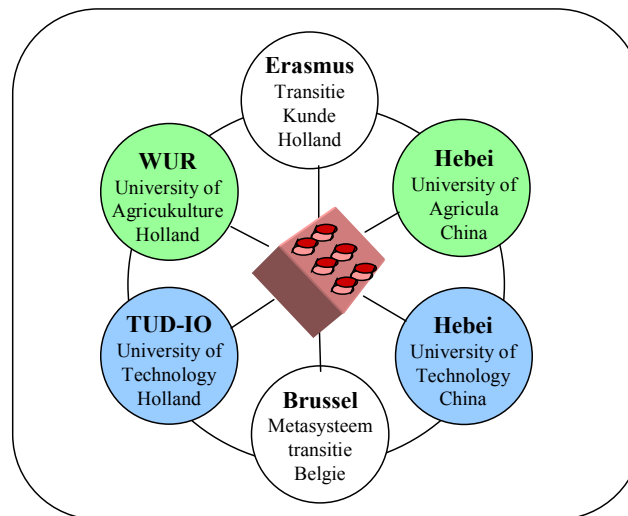 Erasmus
Transitie
Kunde
Holland
WUR
University of
Agricukulture
Holland
Hebei
University of
Agricula
China
TUD-IO
University of
Technology
Holland
Hebei
University of
Technology
China
Brussel
Metasysteem
transitie
Belgie